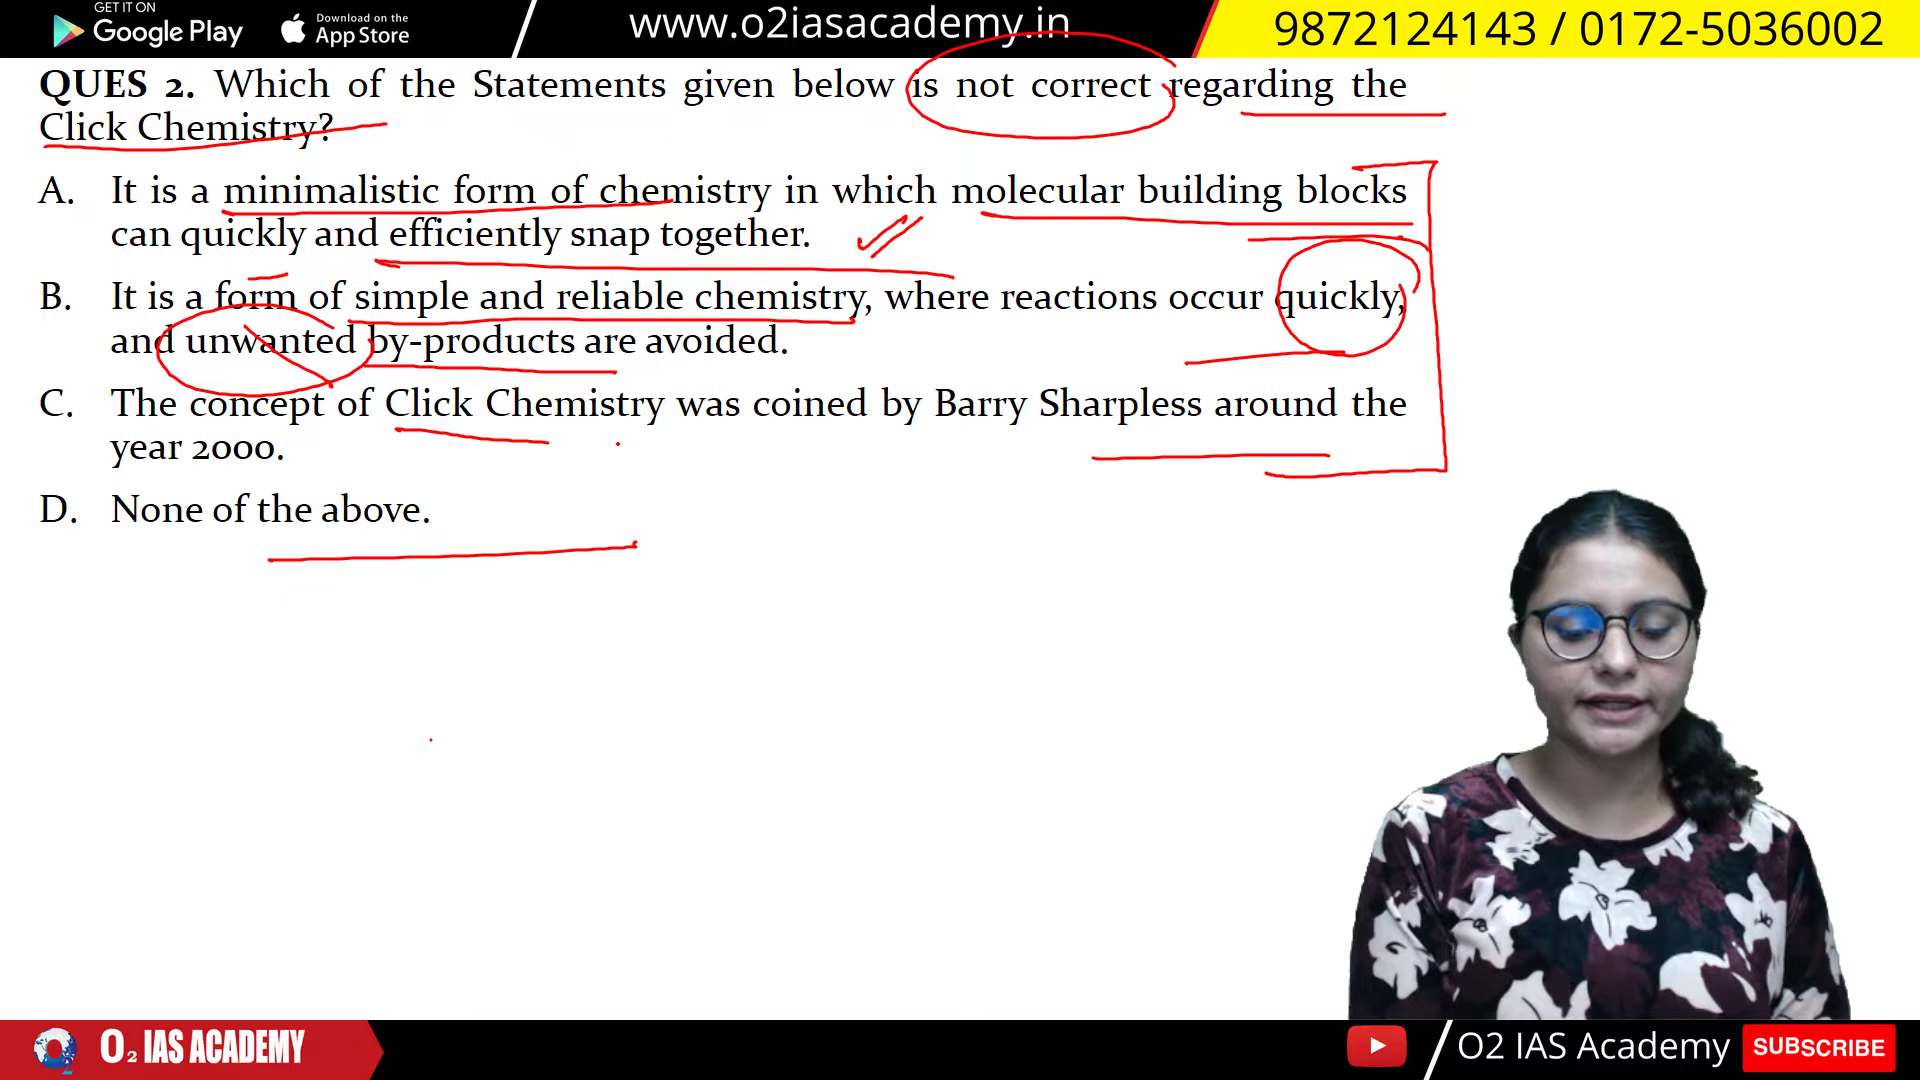 GET IT ON
Google Play
Download on the
App Store
www.o2iasacademy.in
9872124143 / 0172-5036002
QUES 2. Which of the Statements given below is not correct regarding the
Click Chemistry?
A. It is a minimalistic form of chemistry in which molecular building blocks
can quickly and efficiently snap together.
B. It is a form of simple and reliable chemistry, where reactions occur quickly,
and unwanted by-products are avoided.
C. The concept of Click Chemistry was coined by Barry Sharpless around the
year 2000.
D. None of the above.
O2 IAS ACADEMY
O2 IAS Academy
SUBSCRIBE